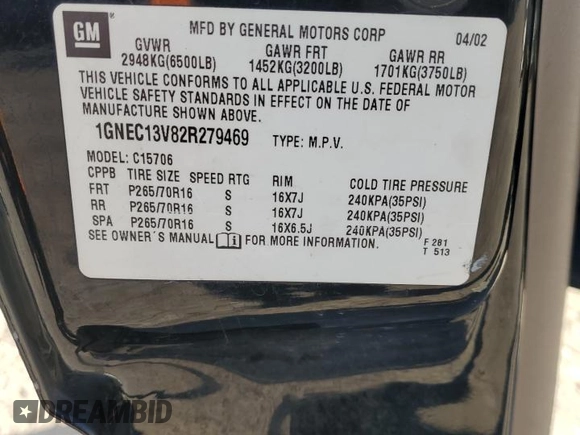 GM
MFD BY GENERAL MOTORS CORP 04/02
GVWR GAWR FRT GAWR RR
2948KG(6500LB) 1452KG(3200LB) 1701KG(3750LB)
THIS VEHICLE CONFORMS TO ALL APPLICABLE U.S. FEDERAL MOTOR
VEHICLE SAFETY STANDARDS IN EFFECT ON THE DATE OF
MANUFACTURE SHOWN ABOVE.
1GNEC13V82R279469 TYPE: M.P.V.
MODEL: C15706
CPPB TIRE SIZE SPEED RTG RIM COLD TIRE PRESSURE
FRT P265/70R16 S 16X7J 240KPA(35PSI)
RR P265/70R16 S 16X7J 240KPA(35PSI)
SPA P265/70R16 S 16X6.5J 240KPA(35PSI)
SEE OWNER´S MANUAL FOR MORE INFORMATION.
F 281
T 513
DREAMBID